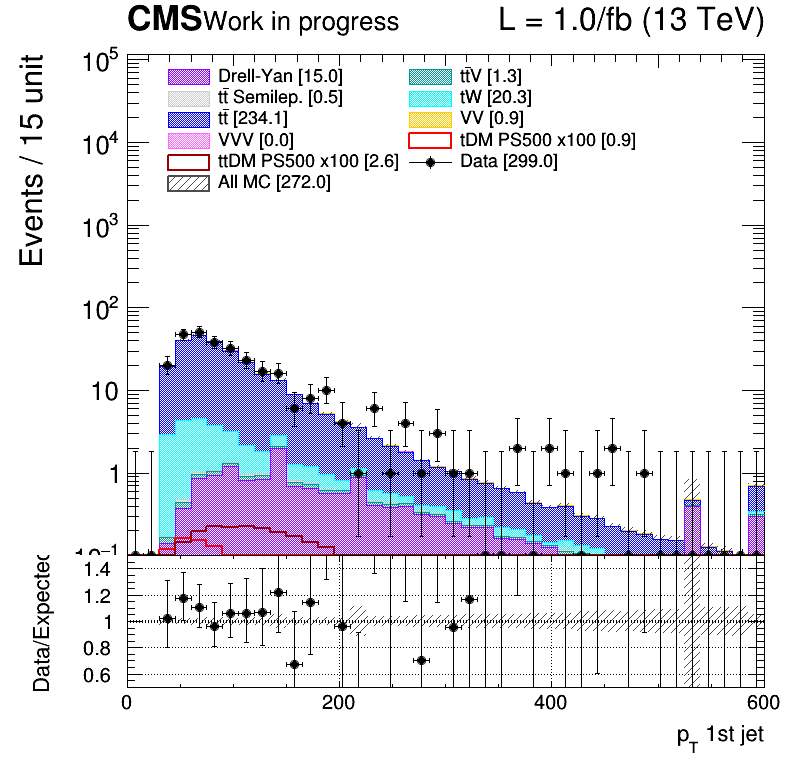 CMS Work in progress L = 1.0/fb (13 TeV)
Events / 15 unit
10⁵
10⁴
10³
10²
10
1
10⁻¹
Drell-Yan [15.0] tt̄V [1.3]
tt̄ Semilep. [0.5] tW [20.3]
tt̄ [234.1] VV [0.9]
VVV [0.0] tDM PS500 x100 [0.9]
ttDM PS500 x100 [2.6] Data [299.0]
All MC [272.0]
Data/Expected
1.4
1.2
1
0.8
0.6
0 200 400 600
p_T 1st jet